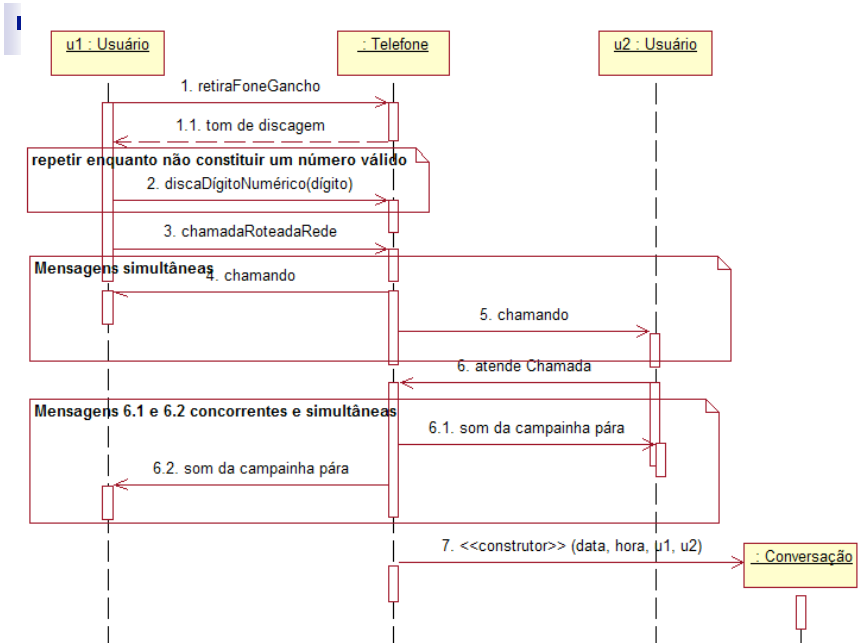 u1 : Usuário
: Telefone
u2 : Usuário
1. retiraFoneGancho
1.1. tom de discagem
repetir enquanto não constituir um número válido
2. discaDígitoNumérico(dígito)
3. chamadaRoteadaRede
Mensagens simultâneas
4. chamando
5. chamando
6. atende Chamada
Mensagens 6.1 e 6.2 concorrentes e simultâneas
6.1. som da campainha pára
6.2. som da campainha pára
7. <<construtor>> (data, hora, u1, u2)
: Conversação